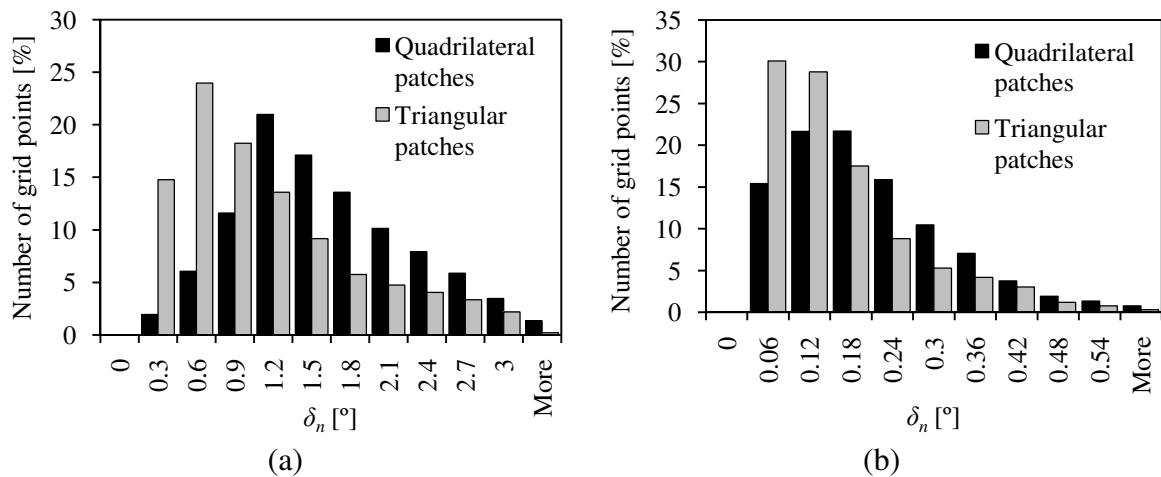 Number of grid points [%]
30
25
20
15
10
5
0
Quadrilateral
patches
Triangular
patches
0
0.3
0.6
0.9
1.2
1.5
1.8
2.1
2.4
2.7
3
More
δn [º]
(a)
Number of grid points [%]
35
30
25
20
15
10
5
0
Quadrilateral
patches
Triangular
patches
0
0.06
0.12
0.18
0.24
0.3
0.36
0.42
0.48
0.54
More
δn [º]
(b)